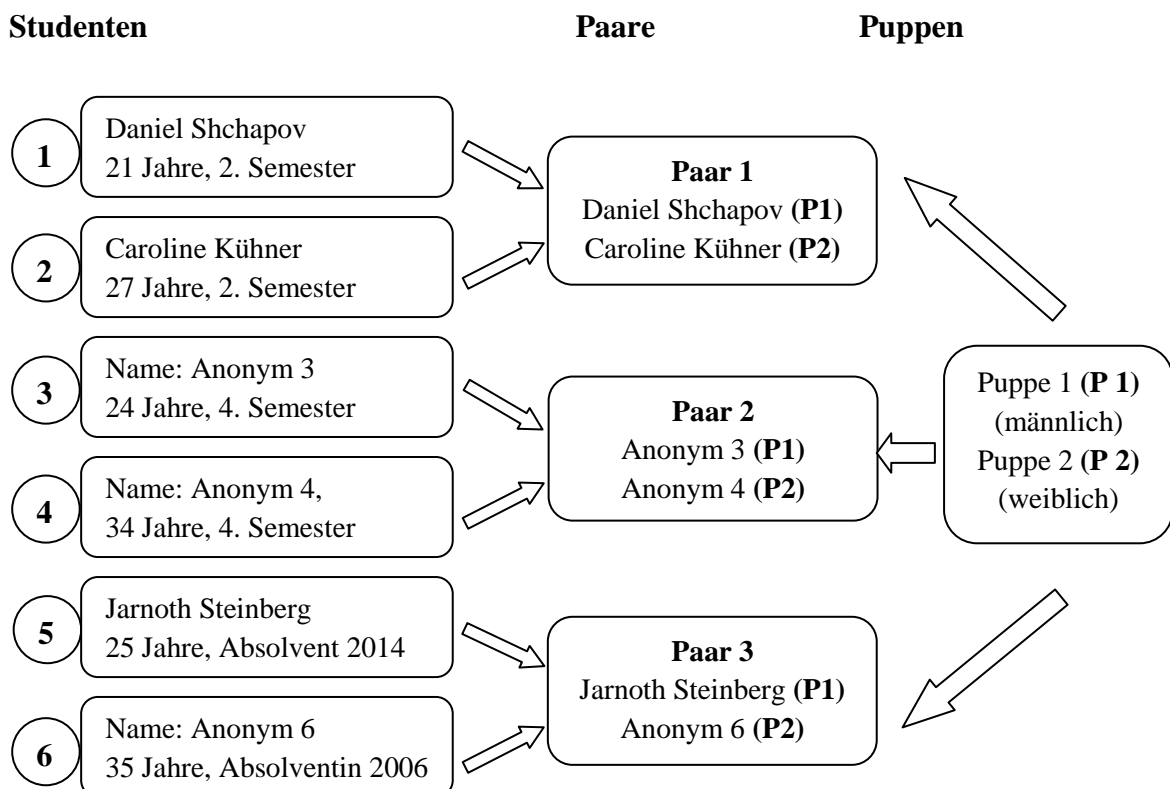 Studenten Paare Puppen
1
Daniel Shchapov
21 Jahre, 2. Semester
2
Caroline Kühner
27 Jahre, 2. Semester
Paar 1
Daniel Shchapov (P1)
Caroline Kühner (P2)
3
Name: Anonym 3
24 Jahre, 4. Semester
4
Name: Anonym 4,
34 Jahre, 4. Semester
Paar 2
Anonym 3 (P1)
Anonym 4 (P2)
Puppe 1 (P 1)
(männlich)
Puppe 2 (P 2)
(weiblich)
5
Jarnoth Steinberg
25 Jahre, Absolvent 2014
6
Name: Anonym 6
35 Jahre, Absolventin 2006
Paar 3
Jarnoth Steinberg (P1)
Anonym 6 (P2)